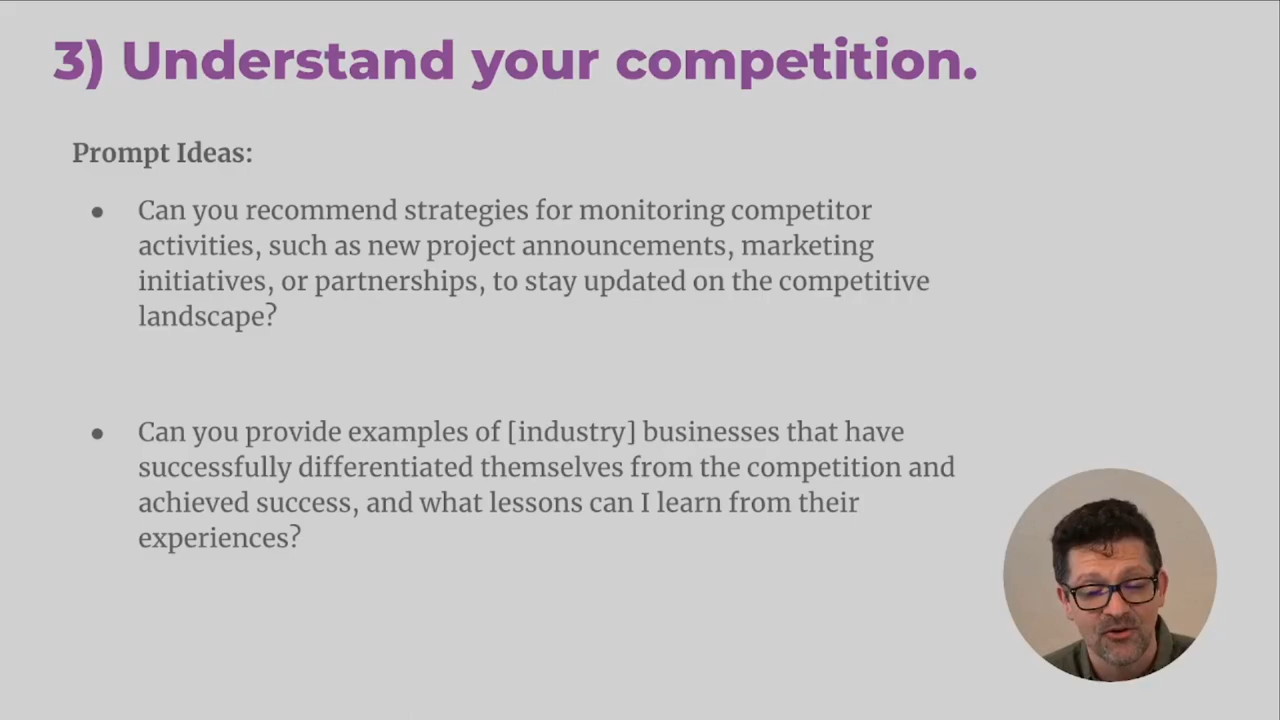 3) Understand your competition.
Prompt Ideas:
● Can you recommend strategies for monitoring competitor
activities, such as new project announcements, marketing
initiatives, or partnerships, to stay updated on the competitive
landscape?
● Can you provide examples of [industry] businesses that have
successfully differentiated themselves from the competition and
achieved success, and what lessons can I learn from their
experiences?